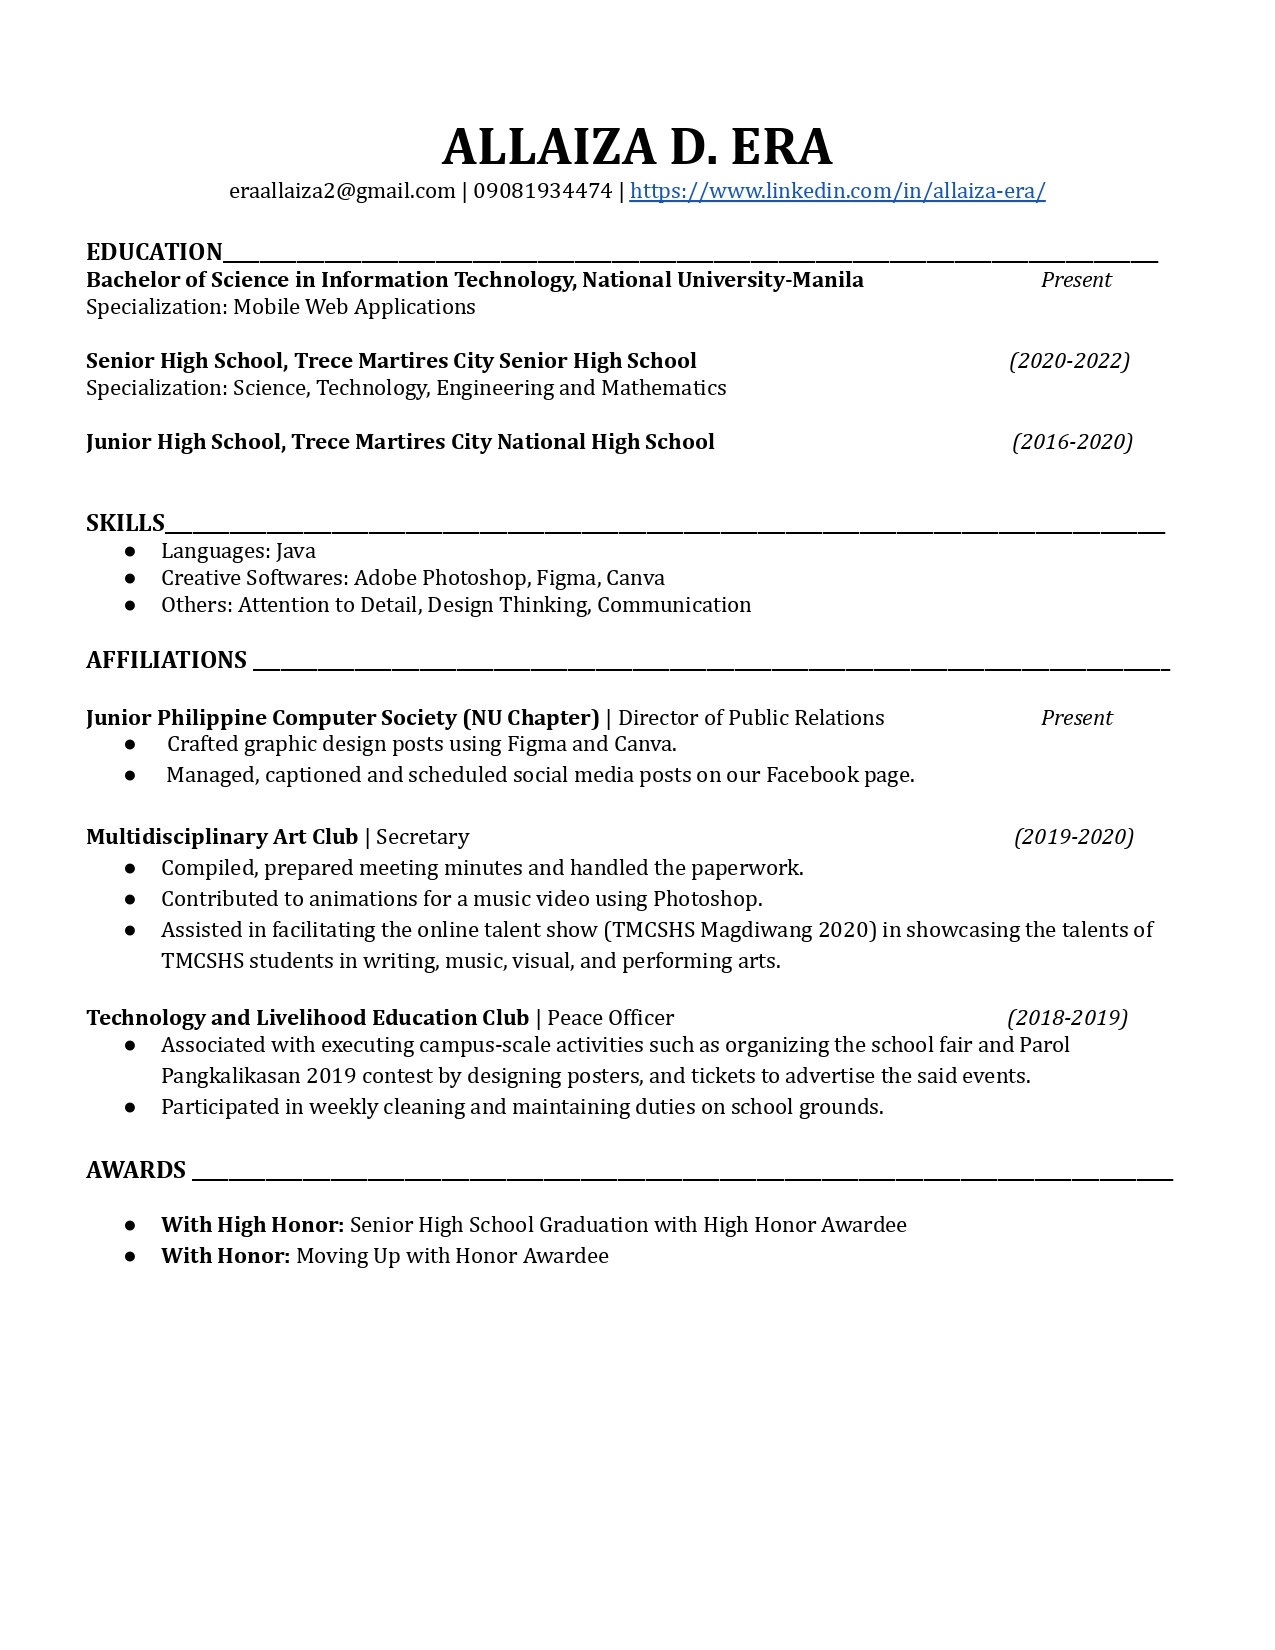 ALLAIZA D. ERA
eraallaiza2@gmail.com | 09081934474 | https://www.linkedin.com/in/allaiza-era/
EDUCATION
Bachelor of Science in Information Technology, National University-Manila Present
Specialization: Mobile Web Applications
Senior High School, Trece Martires City Senior High School (2020-2022)
Specialization: Science, Technology, Engineering and Mathematics
Junior High School, Trece Martires City National High School (2016-2020)
SKILLS
● Languages: Java
● Creative Softwares: Adobe Photoshop, Figma, Canva
● Others: Attention to Detail, Design Thinking, Communication
AFFILIATIONS
Junior Philippine Computer Society (NU Chapter) | Director of Public Relations Present
● Crafted graphic design posts using Figma and Canva.
● Managed, captioned and scheduled social media posts on our Facebook page.
Multidisciplinary Art Club | Secretary (2019-2020)
● Compiled, prepared meeting minutes and handled the paperwork.
● Contributed to animations for a music video using Photoshop.
● Assisted in facilitating the online talent show (TMCSHS Magdiwang 2020) in showcasing the talents of
TMCSHS students in writing, music, visual, and performing arts.
Technology and Livelihood Education Club | Peace Officer (2018-2019)
● Associated with executing campus-scale activities such as organizing the school fair and Parol
Pangkalikasan 2019 contest by designing posters, and tickets to advertise the said events.
● Participated in weekly cleaning and maintaining duties on school grounds.
AWARDS
● With High Honor: Senior High School Graduation with High Honor Awardee
● With Honor: Moving Up with Honor Awardee